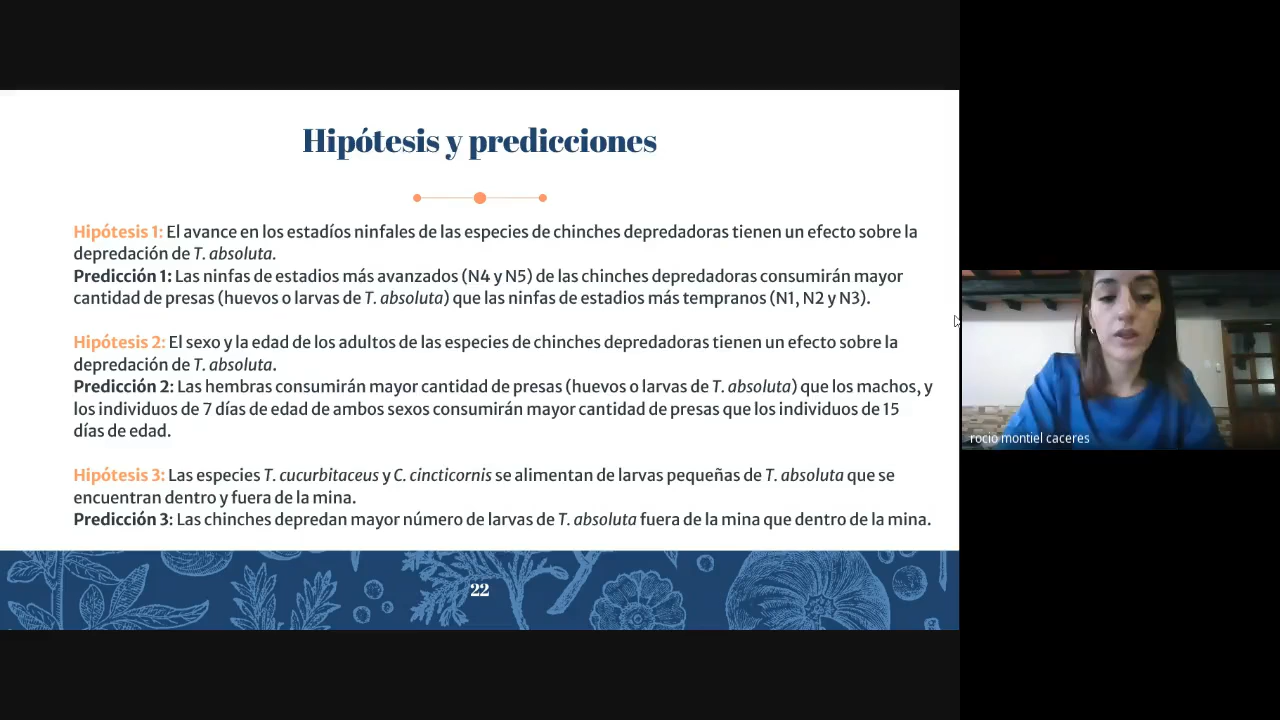 Hipótesis y predicciones
Hipótesis 1: El avance en los estadíos ninfales de las especies de chinches depredadoras tienen un efecto sobre la
depredación de T. absoluta.
Predicción 1: Las ninfas de estadios más avanzados (N4 y N5) de las chinches depredadoras consumirán mayor
cantidad de presas (huevos o larvas de T. absoluta) que las ninfas de estadios más tempranos (N1, N2 y N3).
Hipótesis 2: El sexo y la edad de los adultos de las especies de chinches depredadoras tienen un efecto sobre la
depredación de T. absoluta.
Predicción 2: Las hembras consumirán mayor cantidad de presas (huevos o larvas de T. absoluta) que los machos, y
los individuos de 7 días de edad de ambos sexos consumirán mayor cantidad de presas que los individuos de 15
días de edad.
Hipótesis 3: Las especies T. cucurbitaceus y C. cincticornis se alimentan de larvas pequeñas de T. absoluta que se
encuentran dentro y fuera de la mina.
Predicción 3: Las chinches depredan mayor número de larvas de T. absoluta fuera de la mina que dentro de la mina.
22
rocio montiel caceres